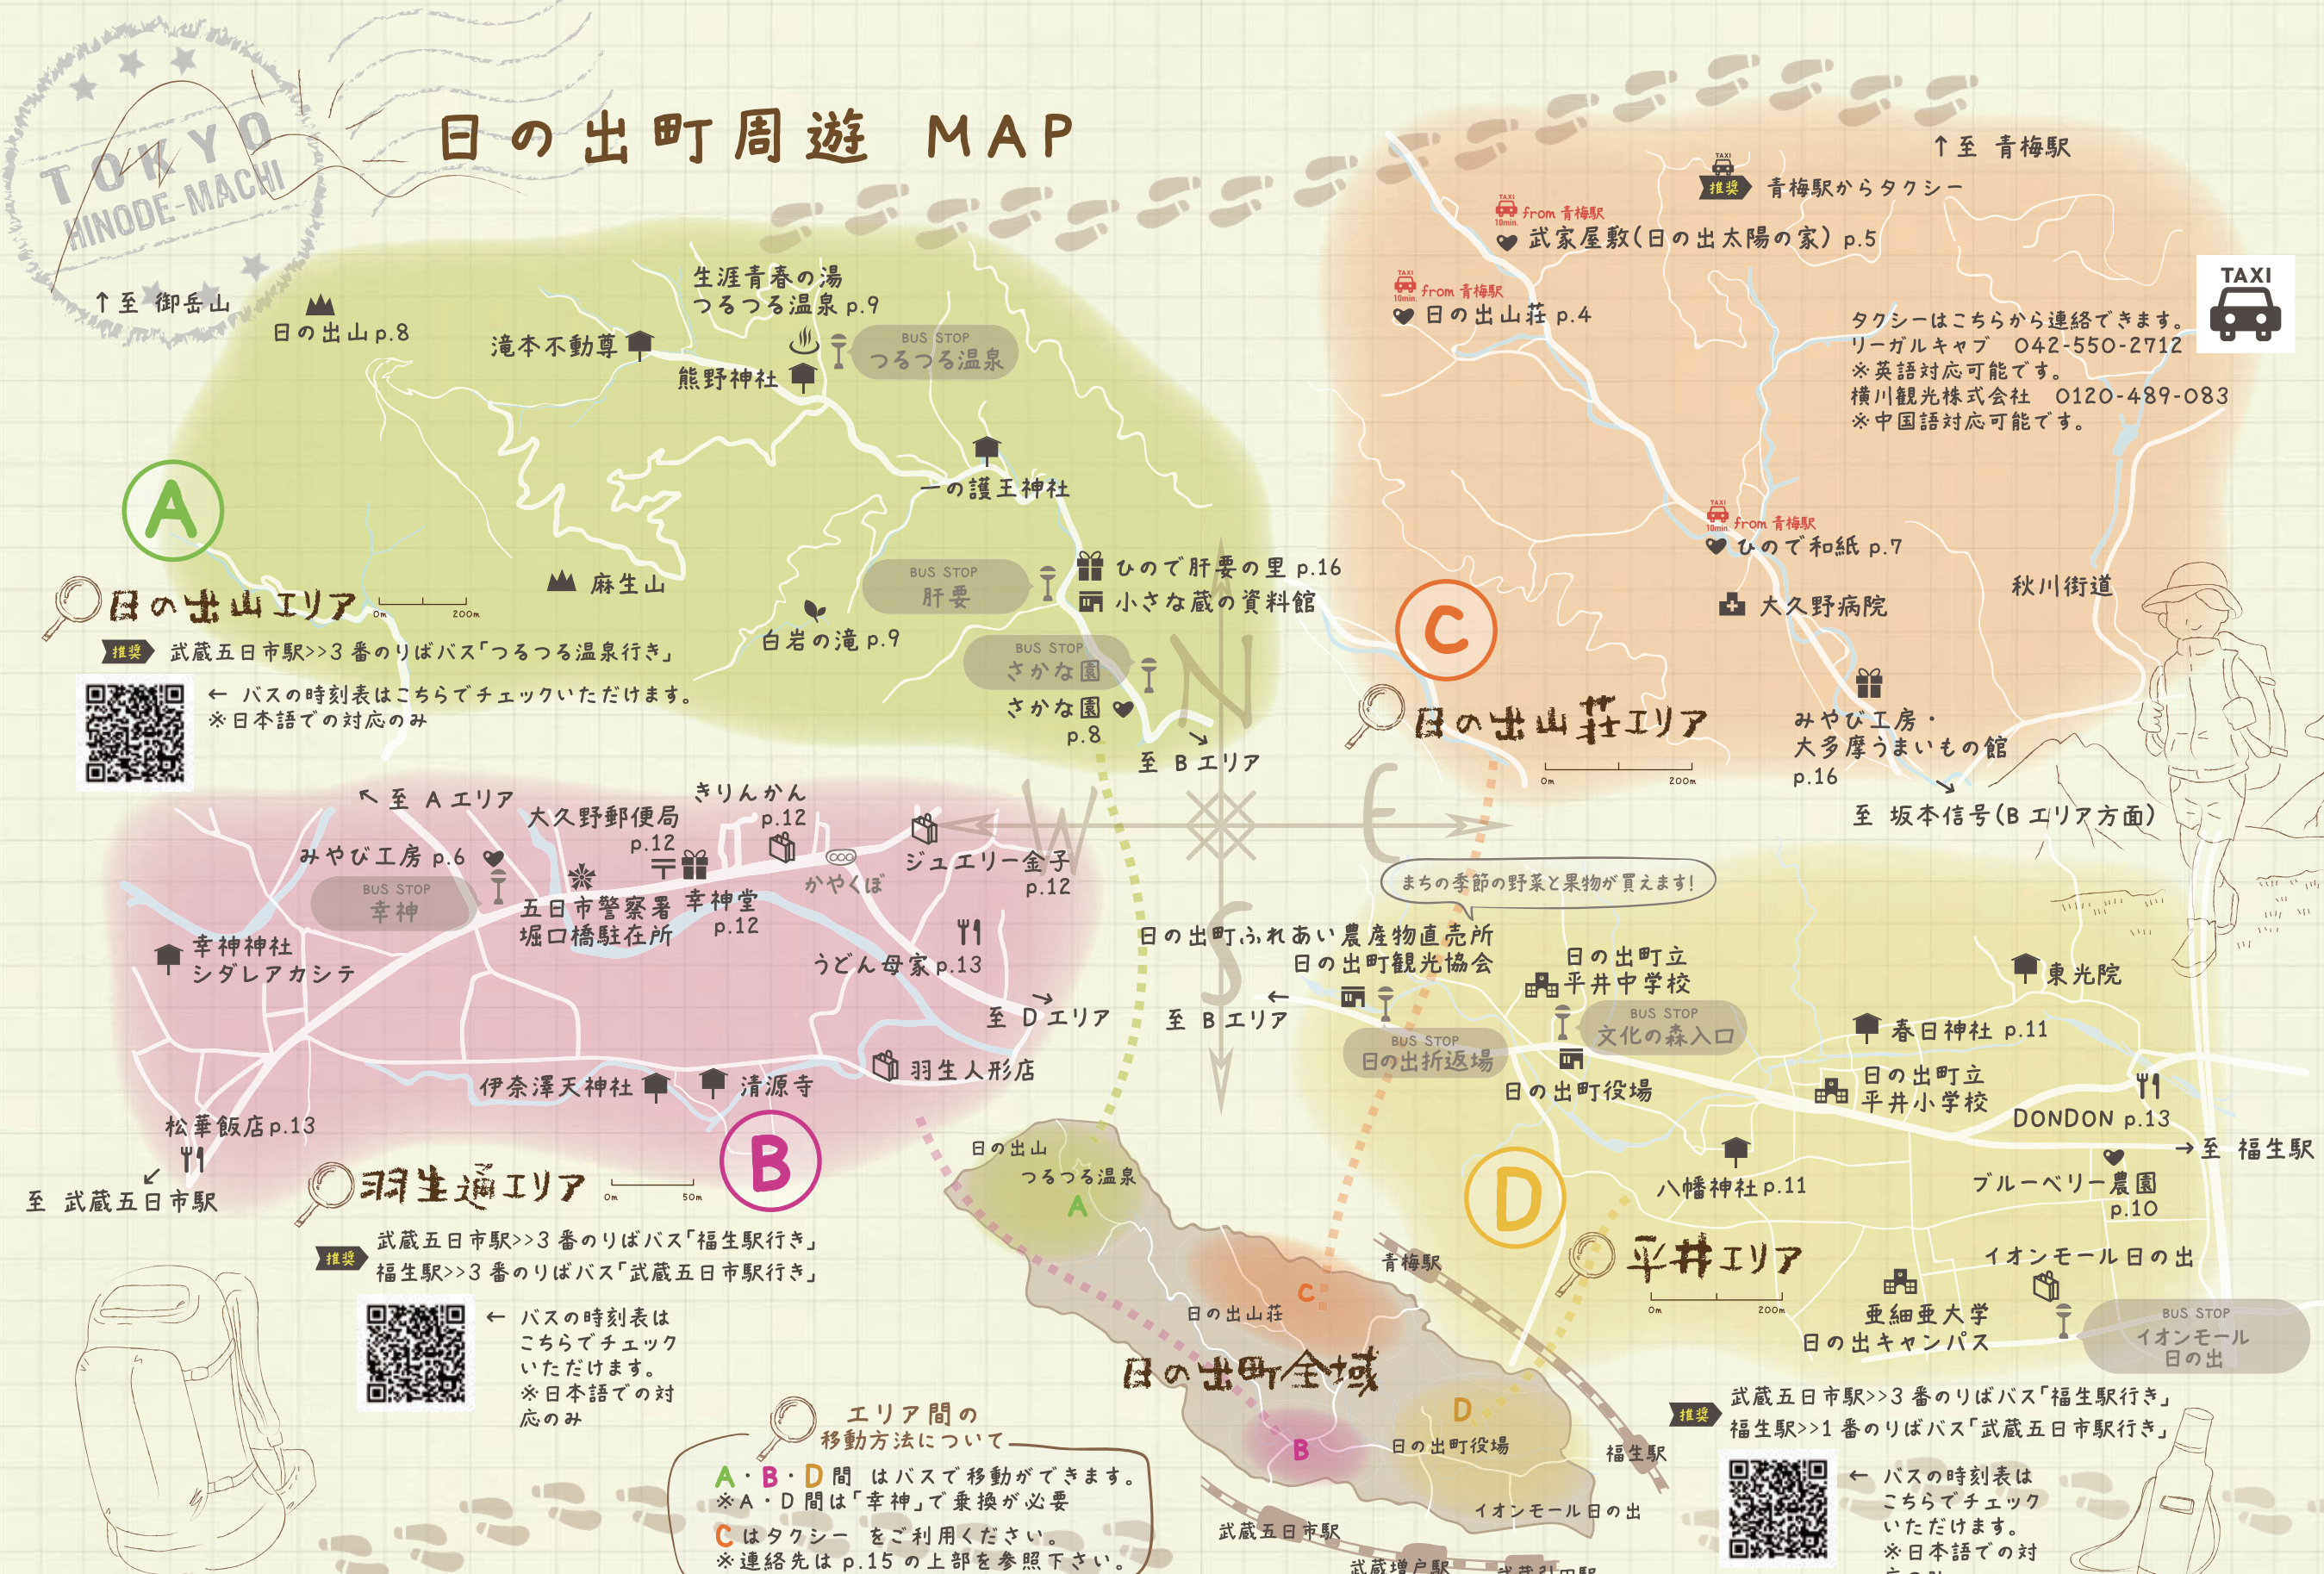 TOKYO
HINODE-MACHI
日の出町周遊 MAP
↑至 御岳山
日の出山 p.8
生涯青春の湯
つるつる温泉 p.9
滝本不動尊
熊野神社
BUS STOP
つるつる温泉
一の護王神社
A
麻生山
日の出山エリア
0m 200m
推奨 武蔵五日市駅>>3 番のりばバス「つるつる温泉行き」
← バスの時刻表はこちらでチェックいただけます。
※日本語での対応のみ
BUS STOP
肝要
ひので肝要の里 p.16
小さな蔵の資料館
白岩の滝 p.9
BUS STOP
さかな園
さかな園
p.8
至 B エリア
N
W
E
S
↑至 青梅駅
TAXI
推奨 青梅駅からタクシー
TAXI
10min. from 青梅駅
武家屋敷(日の出太陽の家) p.5
TAXI
10min. from 青梅駅
日の出山荘 p.4
TAXI
タクシーはこちらから連絡できます。
リーガルキャブ 042-550-2712
※英語対応可能です。
横川観光株式会社 0120-489-083
※中国語対応可能です。
TAXI
10min. from 青梅駅
ひので和紙 p.7
大久野病院
秋川街道
C
日の出山荘エリア
0m 200m
みやび工房・
大多摩うまいもの館
p.16
至 坂本信号(B エリア方面)
至 A エリア
大久野郵便局
p.12
きりんかん
p.12
みやび工房 p.6
BUS STOP
幸神
五日市警察署
堀口橋駐在所
幸神堂
p.12
かやくぼ
ジュエリー金子
p.12
幸神神社
シダレアカシテ
うどん母家 p.13
→
至 D エリア
羽生人形店
伊奈澤天神社
清源寺
松華飯店 p.13
至 武蔵五日市駅
B
羽生通エリア
0m 50m
推奨
武蔵五日市駅>>3 番のりばバス「福生駅行き」
福生駅>>3 番のりばバス「武蔵五日市駅行き」
← バスの時刻表は
こちらでチェック
いただけます。
※日本語での対
応のみ
まちの季節の野菜と果物が買えます!
日の出町ふれあい農産物直売所
日の出町観光協会
←
至 B エリア
BUS STOP
日の出折返場
日の出町立
平井中学校
BUS STOP
文化の森入口
日の出町役場
東光院
春日神社 p.11
日の出町立
平井小学校
DONDON p.13
→至 福生駅
八幡神社 p.11
ブルーベリー農園
p.10
D
平井エリア
0m 200m
イオンモール日の出
亜細亜大学
日の出キャンパス
BUS STOP
イオンモール
日の出
推奨
武蔵五日市駅>>3 番のりばバス「福生駅行き」
福生駅>>1 番のりばバス「武蔵五日市駅行き」
← バスの時刻表は
こちらでチェック
いただけます。
※日本語での対
日の出山
つるつる温泉
A
青梅駅
C
日の出山荘
日の出町全域
D
日の出町役場
B
福生駅
イオンモール日の出
武蔵五日市駅
武蔵増戸駅
武蔵引田駅
エリア間の
移動方法について
A・B・D 間 はバスで移動ができます。
※A・D 間は「幸神」で乗換が必要
C はタクシー をご利用ください。
※連絡先は p.15 の上部を参照下さい。